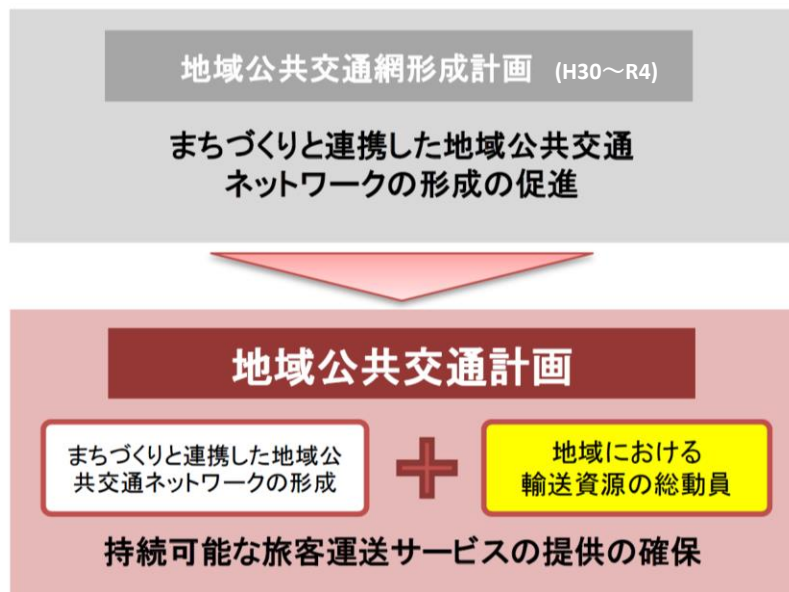 地域公共交通網形成計画 (H30～R4)
まちづくりと連携した地域公共交通
ネットワークの形成の促進
地域公共交通計画
まちづくりと連携した地域公
共交通ネットワークの形成
地域における
輸送資源の総動員
持続可能な旅客運送サービスの提供の確保